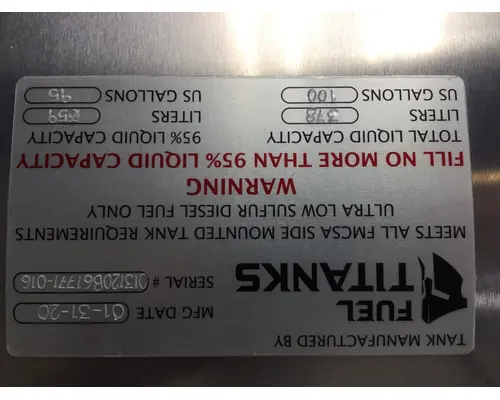 TANK MANUFACTURED BY
FUEL
TITANKS
MFG DATE 01-31-20
SERIAL # 013120B61771-016
MEETS ALL FMCSA SIDE MOUNTED TANK REQUIREMENTS
ULTRA LOW SULFUR DIESEL FUEL ONLY
WARNING
FILL NO MORE THAN 95% LIQUID CAPACITY
TOTAL LIQUID CAPACITY 95% LIQUID CAPACITY
LITERS 378 LITERS 359
US GALLONS 100 US GALLONS 95